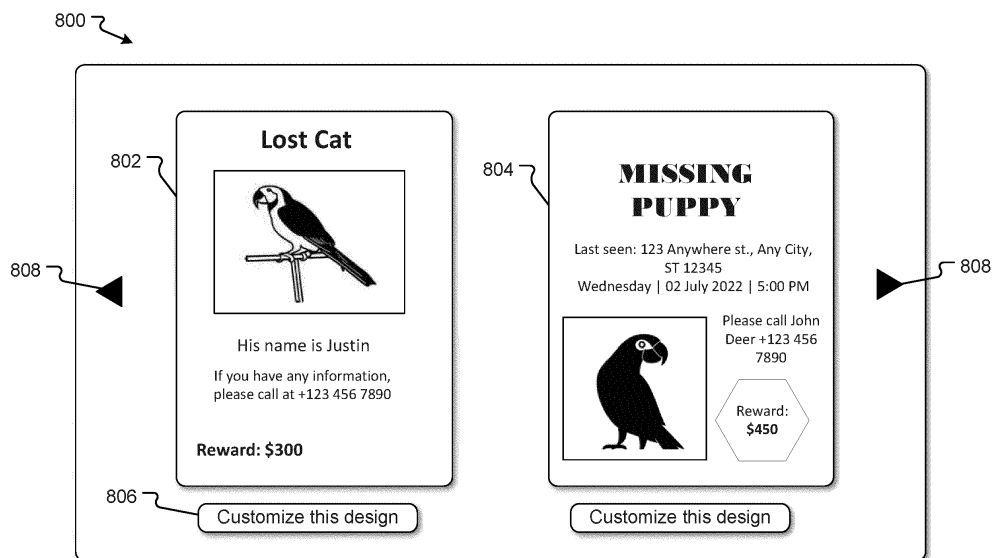 800
802
Lost Cat
His name is Justin
If you have any information,
please call at +123 456 7890
Reward: $300
804
MISSING
PUPPY
Last seen: 123 Anywhere st., Any City,
ST 12345
Wednesday | 02 July 2022 | 5:00 PM
Please call John
Deer +123 456
7890
Reward:
$450
808
808
806
Customize this design
Customize this design